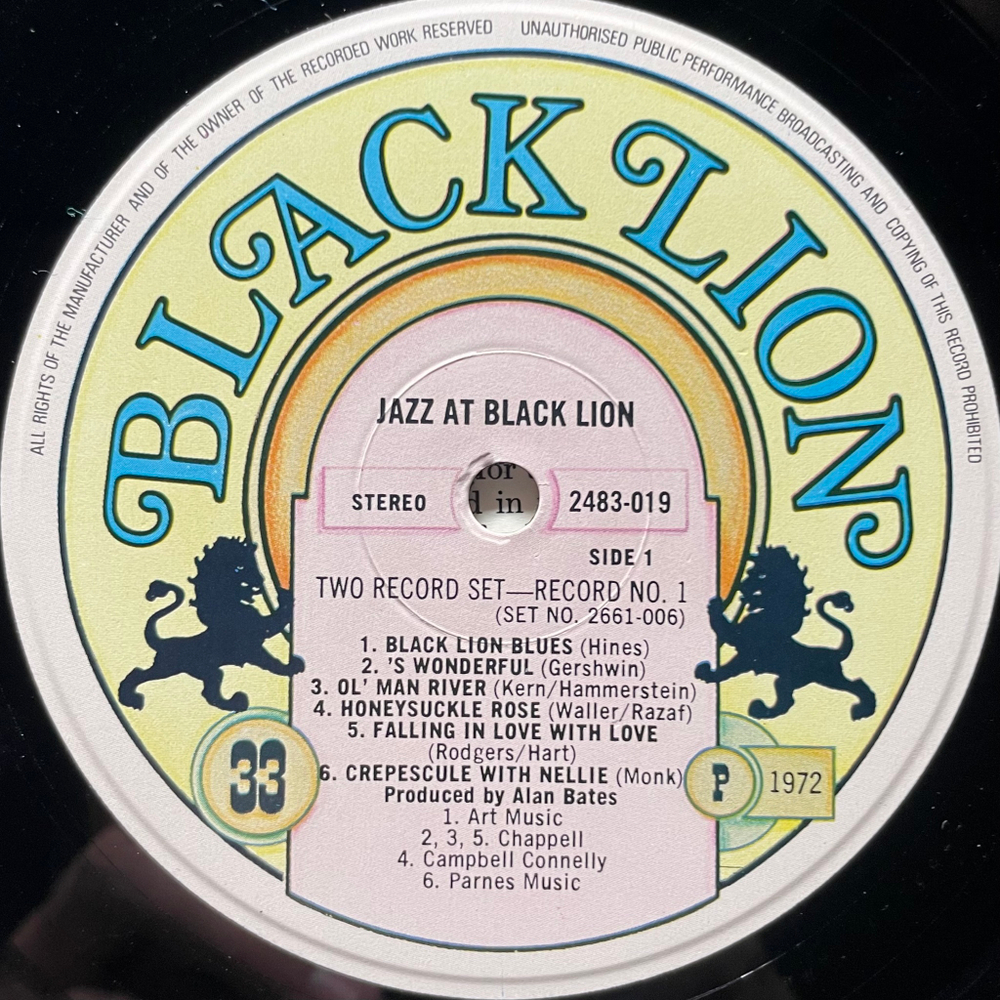 ALL RIGHTS OF THE MANUFACTURER AND OF THE OWNER OF THE RECORDED WORK RESERVED UNAUTHORISED PUBLIC PERFORMANCE BROADCASTING AND COPYING OF THIS RECORD PROHIBITED
BLACK LION
JAZZ AT BLACK LION
STEREO
2483-019
in
SIDE 1
TWO RECORD SET—RECORD NO. 1
(SET NO. 2661-006)
1. BLACK LION BLUES (Hines)
2. 'S WONDERFUL (Gershwin)
3. OL' MAN RIVER (Kern/Hammerstein)
4. HONEYSUCKLE ROSE (Waller/Razaf)
5. FALLING IN LOVE WITH LOVE
(Rodgers/Hart)
6. CREPESCULE WITH NELLIE (Monk)
Produced by Alan Bates
1. Art Music
2, 3, 5. Chappell
4. Campbell Connelly
6. Parnes Music
33
P 1972